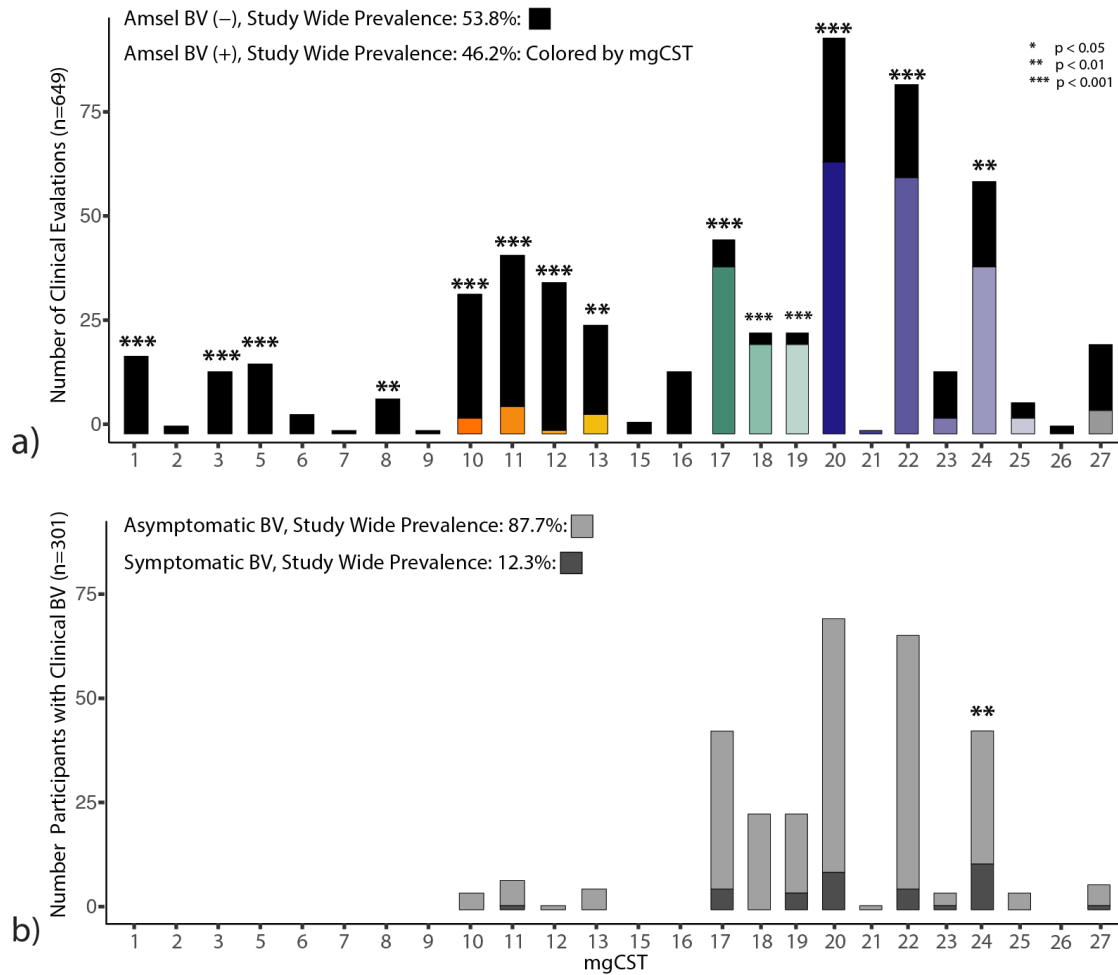 Amsel BV (−), Study Wide Prevalence: 53.8%:
Amsel BV (+), Study Wide Prevalence: 46.2%: Colored by mgCST
* p < 0.05
** p < 0.01
*** p < 0.001
Number of Clinical Evalations (n=649)
75
50
25
0
*** *** *** ** *** *** *** ** *** *** *** *** *** **
a)
1 2 3 5 6 7 8 9 10 11 12 13 15 16 17 18 19 20 21 22 23 24 25 26 27
Asymptomatic BV, Study Wide Prevalence: 87.7%:
Symptomatic BV, Study Wide Prevalence: 12.3%:
Number Participants with Clinical BV (n=301)
75
50
25
0
**
b)
1 2 3 5 6 7 8 9 10 11 12 13 15 16 17 18 19 20 21 22 23 24 25 26 27
mgCST